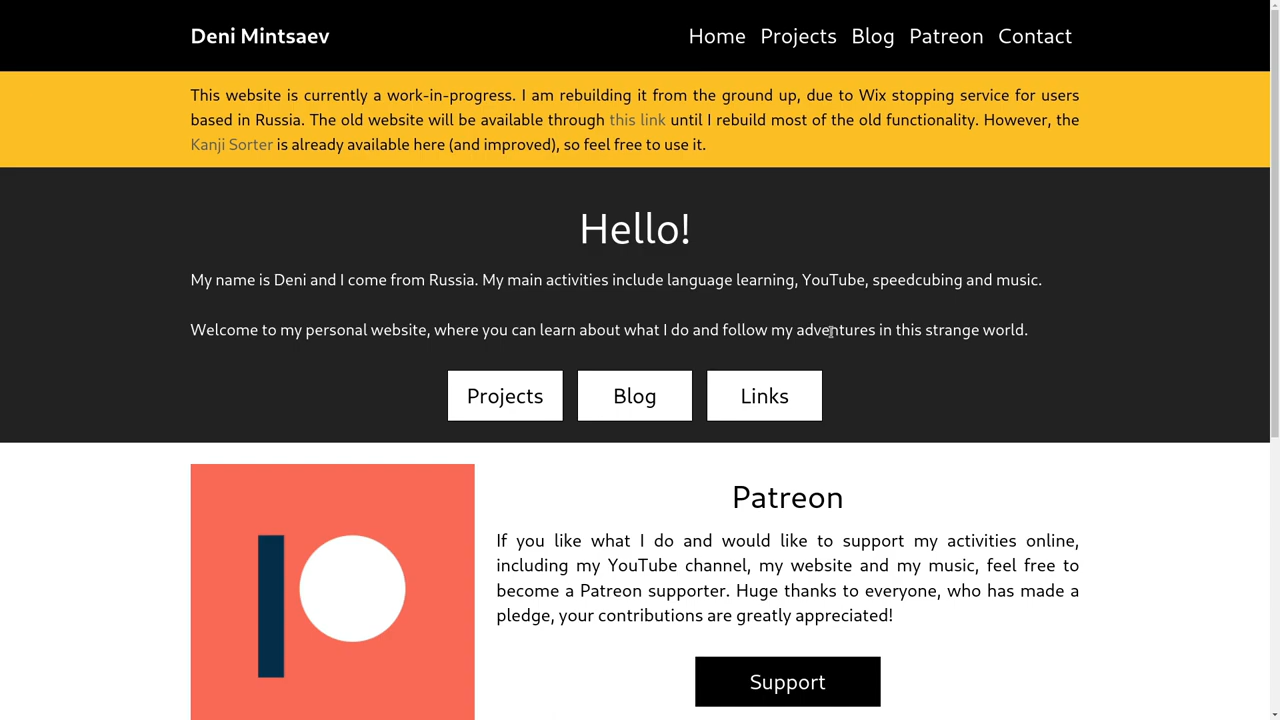 Deni Mintsaev
Home Projects Blog Patreon Contact
This website is currently a work-in-progress. I am rebuilding it from the ground up, due to Wix stopping service for users
based in Russia. The old website will be available through this link until I rebuild most of the old functionality. However, the
Kanji Sorter is already available here (and improved), so feel free to use it.
Hello!
My name is Deni and I come from Russia. My main activities include language learning, YouTube, speedcubing and music.
Welcome to my personal website, where you can learn about what I do and follow my adventures in this strange world.
Projects Blog Links
Patreon
If you like what I do and would like to support my activities online,
including my YouTube channel, my website and my music, feel free to
become a Patreon supporter. Huge thanks to everyone, who has made a
pledge, your contributions are greatly appreciated!
Support